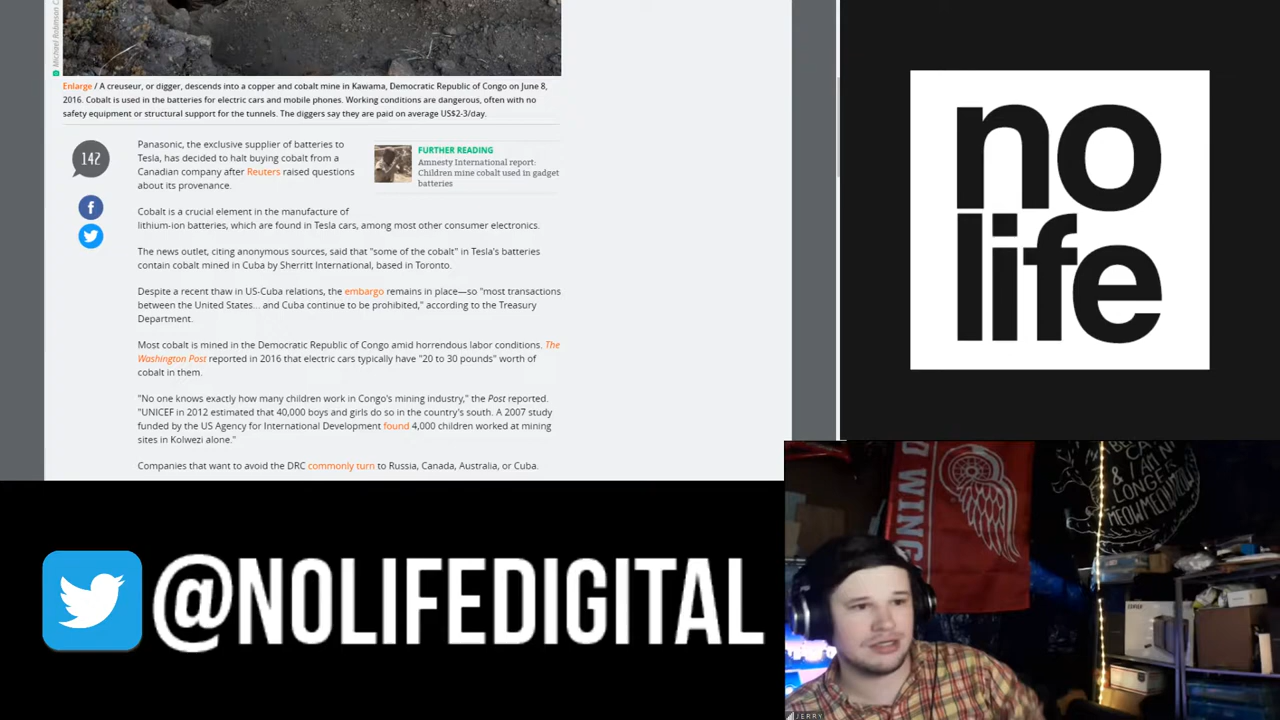 Enlarge / A creuseur, or digger, descends into a copper and cobalt mine in Kawama, Democratic Republic of Congo on June 8,
2016. Cobalt is used in the batteries for electric cars and mobile phones. Working conditions are dangerous, often with no
safety equipment or structural support for the tunnels. The diggers say they are paid on average US$2-3/day.
142
Panasonic, the exclusive supplier of batteries to
Tesla, has decided to halt buying cobalt from a
Canadian company after Reuters raised questions
about its provenance.
FURTHER READING
Amnesty International report:
Children mine cobalt used in gadget
batteries
Cobalt is a crucial element in the manufacture of
lithium-ion batteries, which are found in Tesla cars, among most other consumer electronics.
The news outlet, citing anonymous sources, said that "some of the cobalt" in Tesla's batteries
contain cobalt mined in Cuba by Sherritt International, based in Toronto.
Despite a recent thaw in US-Cuba relations, the embargo remains in place—so "most transactions
between the United States... and Cuba continue to be prohibited," according to the Treasury
Department.
Most cobalt is mined in the Democratic Republic of Congo amid horrendous labor conditions. The
Washington Post reported in 2016 that electric cars typically have "20 to 30 pounds" worth of
cobalt in them.
"No one knows exactly how many children work in Congo's mining industry," the Post reported.
"UNICEF in 2012 estimated that 40,000 boys and girls do so in the country's south. A 2007 study
funded by the US Agency for International Development found 4,000 children worked at mining
sites in Kolwezi alone."
Companies that want to avoid the DRC commonly turn to Russia, Canada, Australia, or Cuba.
Michael Robinson C
no
life
@NOLIFEDIGITAL
D WING
I AM N
& LONGE
MEOWMEOW
JERRY